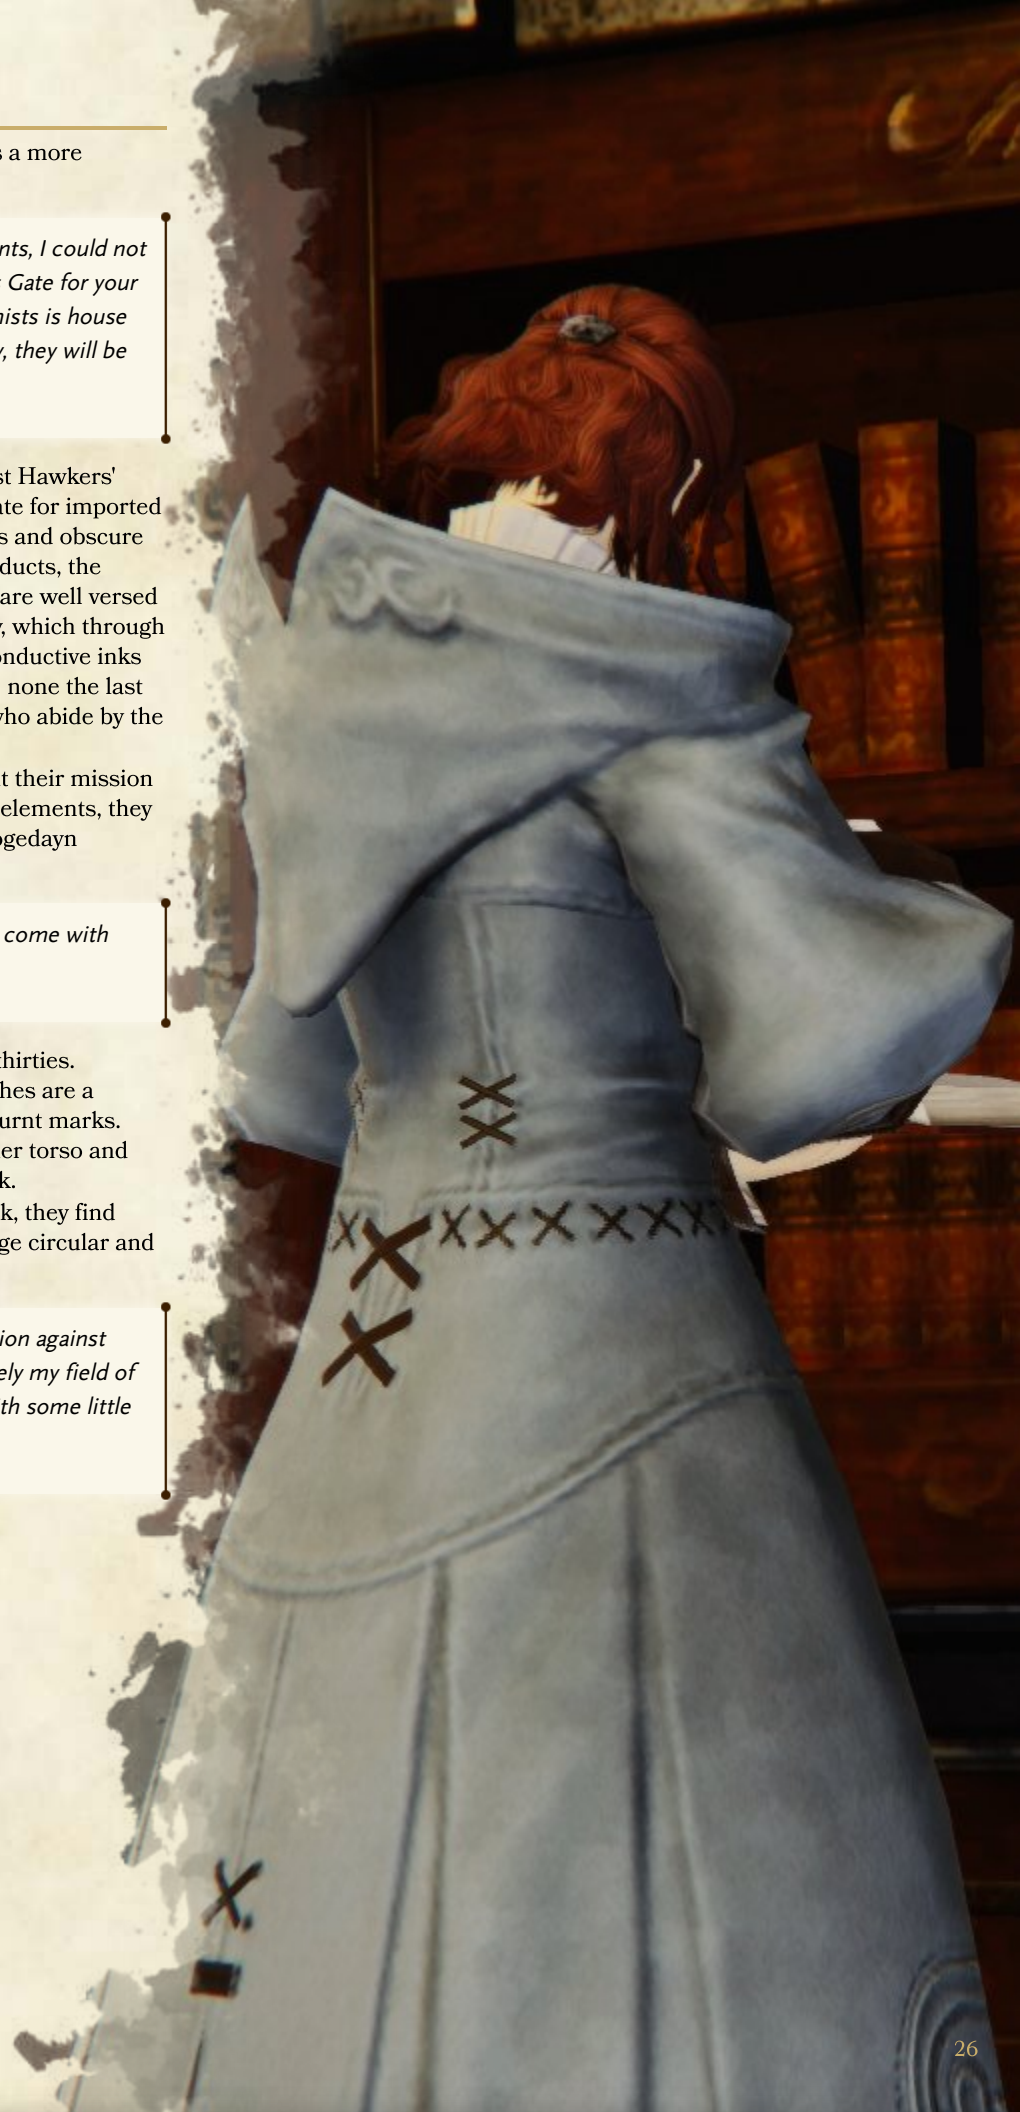 s a more
nts, I could not
Gate for your
nists is house
, they will be
st Hawkers'
ate for imported
s and obscure
ducts, the
are well versed
, which through
onductive inks
none the last
who abide by the
t their mission
elements, they
ogedayn
come with
hirties.
hes are a
urnt marks.
er torso and
k.
k, they find
ge circular and
ion against
ely my field of
th some little
26